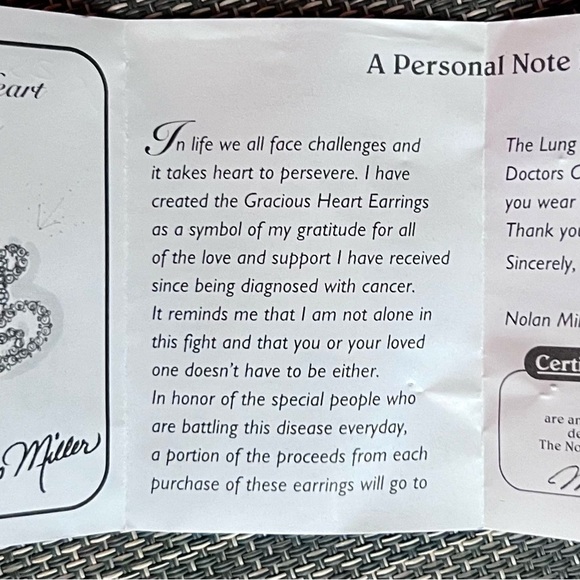 eart
Miller
A Personal Note
In life we all face challenges and
it takes heart to persevere. I have
created the Gracious Heart Earrings
as a symbol of my gratitude for all
of the love and support I have received
since being diagnosed with cancer.
It reminds me that I am not alone in
this fight and that you or your loved
one doesn't have to be either.
In honor of the special people who
are battling this disease everyday,
a portion of the proceeds from each
purchase of these earrings will go to
The Lung
Doctors C
you wear
Thank you
Sincerely,
Nolan Mil
Certi
are an
de
The No